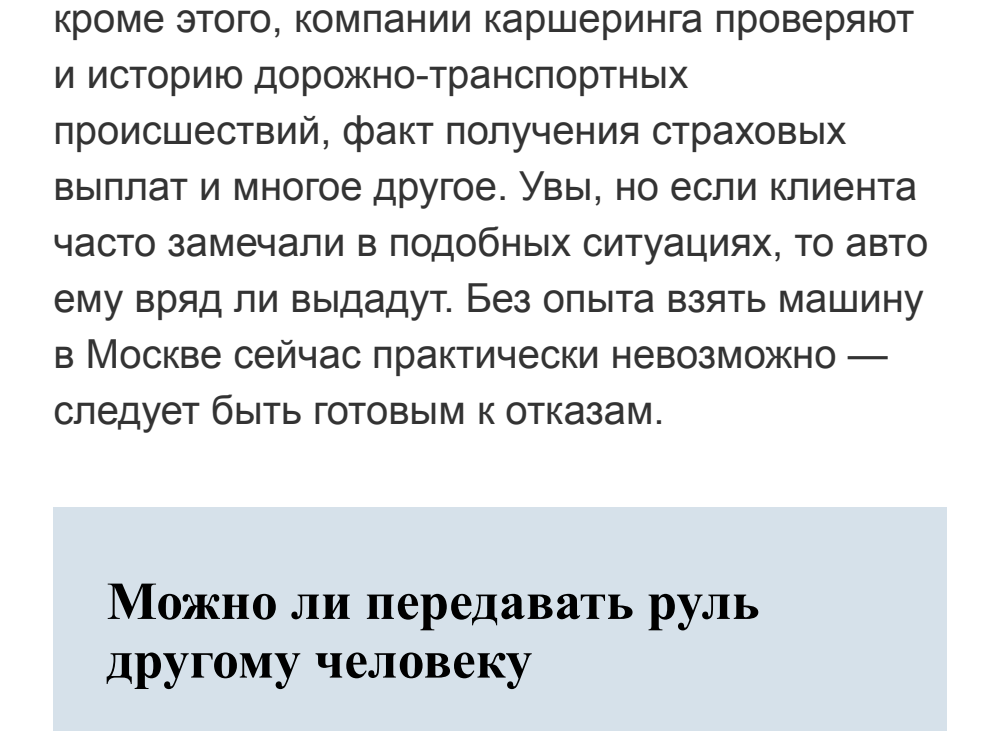 кроме этого, компании каршеринга проверяют
и историю дорожно-транспортных
происшествий, факт получения страховых
выплат и многое другое. Увы, но если клиента
часто замечали в подобных ситуациях, то авто
ему вряд ли выдадут. Без опыта взять машину
в Москве сейчас практически невозможно —
следует быть готовым к отказам.
Можно ли передавать руль
другому человеку